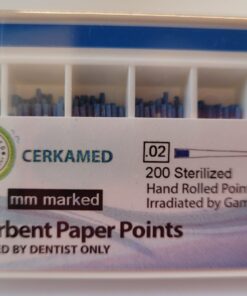 CERKAMED
.02
200 Sterilized
mm marked
Hand Rolled Poin
Irradiated by Gam
rbent Paper Points
ED BY DENTIST ONLY